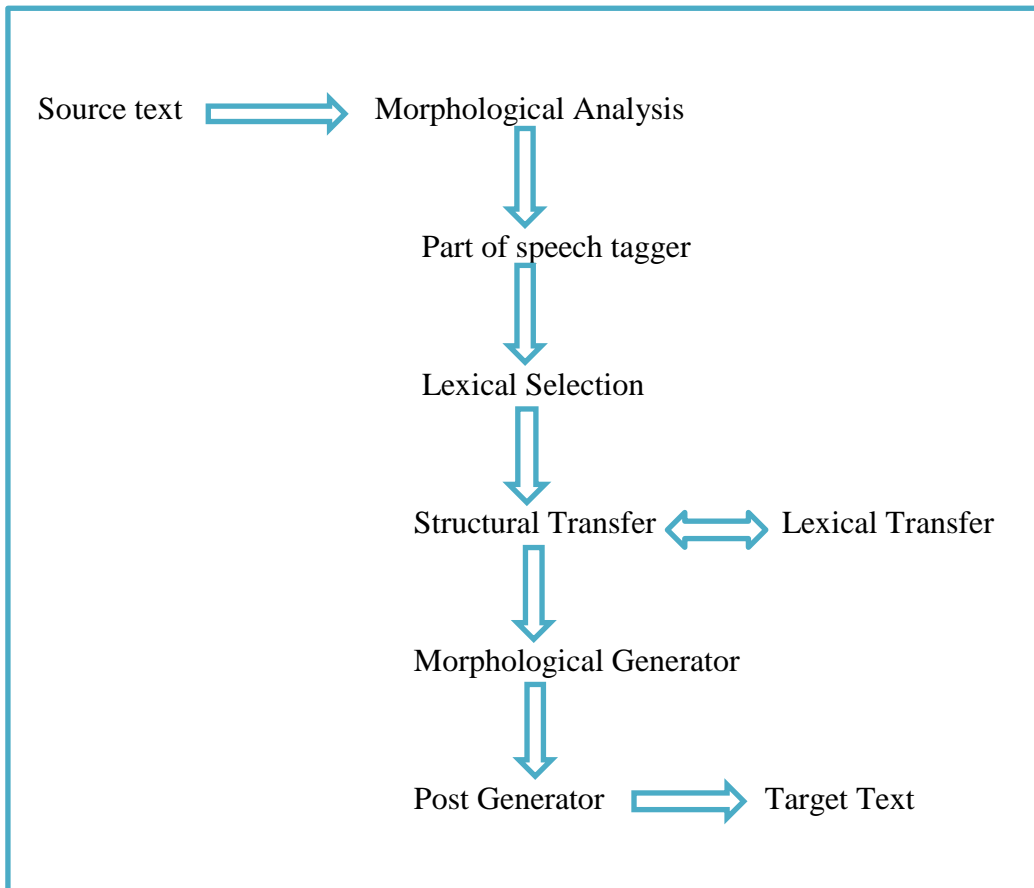 Source text
Morphological Analysis
Part of speech tagger
Lexical Selection
Structural Transfer
Lexical Transfer
Morphological Generator
Post Generator
Target Text